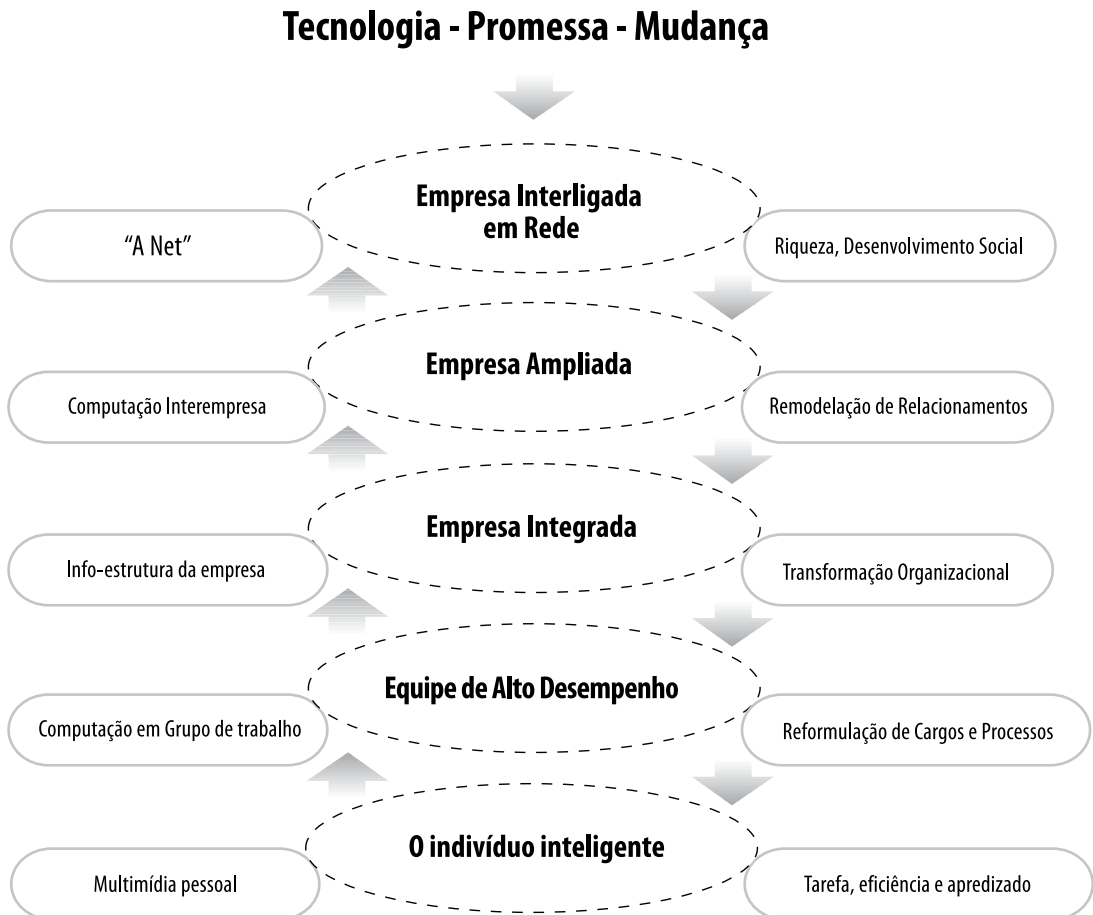 Tecnologia - Promessa - Mudança
Empresa Interligada
em Rede
“A Net”
Riqueza, Desenvolvimento Social
Empresa Ampliada
Computação Interempresa
Remodelação de Relacionamentos
Empresa Integrada
Info-estrutura da empresa
Transformação Organizacional
Equipe de Alto Desempenho
Computação em Grupo de trabalho
Reformulação de Cargos e Processos
O indivíduo inteligente
Multimídia pessoal
Tarefa, eficiência e apredizado